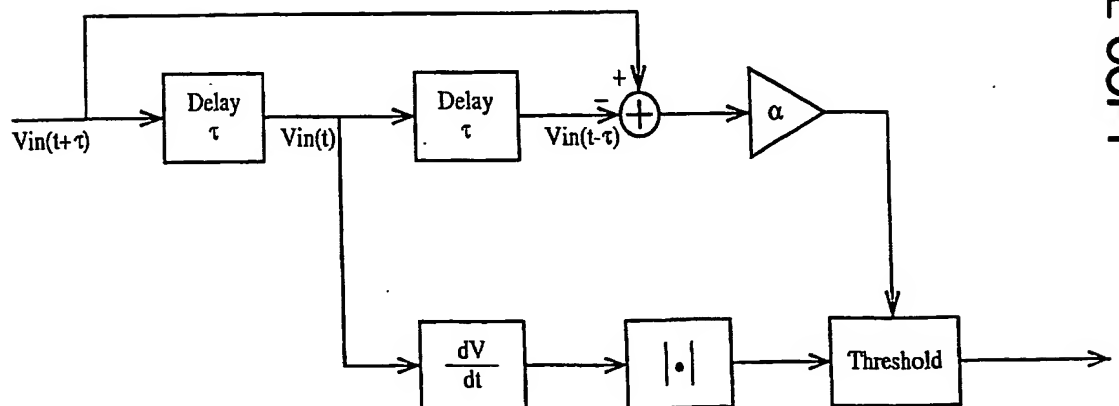 Delay
τ
Delay
τ
+
−
+
α
Vin(t+τ)
Vin(t)
Vin(t-τ)
dV
dt
|•|
Threshold